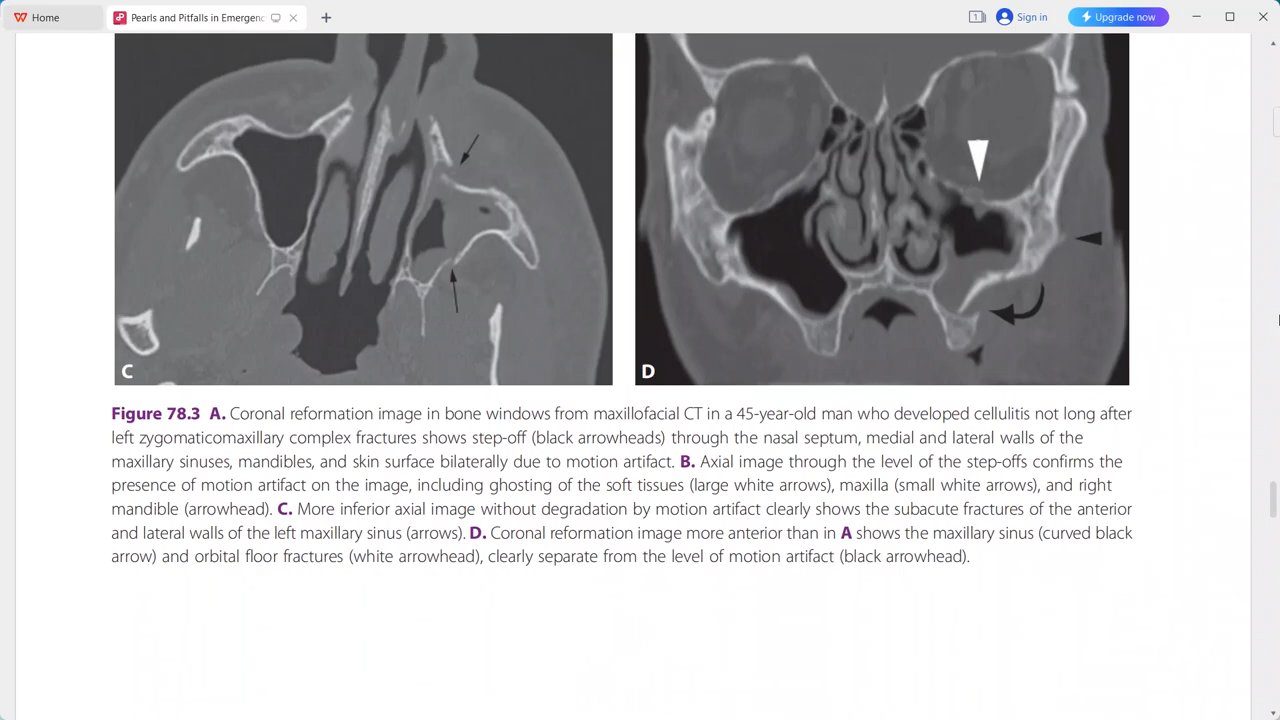 Home
Pearls and Pitfalls in Emergenc
1
Sign in
Upgrade now
C
D
Figure 78.3 A. Coronal reformation image in bone windows from maxillofacial CT in a 45-year-old man who developed cellulitis not long after
left zygomaticomaxillary complex fractures shows step-off (black arrowheads) through the nasal septum, medial and lateral walls of the
maxillary sinuses, mandibles, and skin surface bilaterally due to motion artifact. B. Axial image through the level of the step-offs confirms the
presence of motion artifact on the image, including ghosting of the soft tissues (large white arrows), maxilla (small white arrows), and right
mandible (arrowhead). C. More inferior axial image without degradation by motion artifact clearly shows the subacute fractures of the anterior
and lateral walls of the left maxillary sinus (arrows). D. Coronal reformation image more anterior than in A shows the maxillary sinus (curved black
arrow) and orbital floor fractures (white arrowhead), clearly separate from the level of motion artifact (black arrowhead).